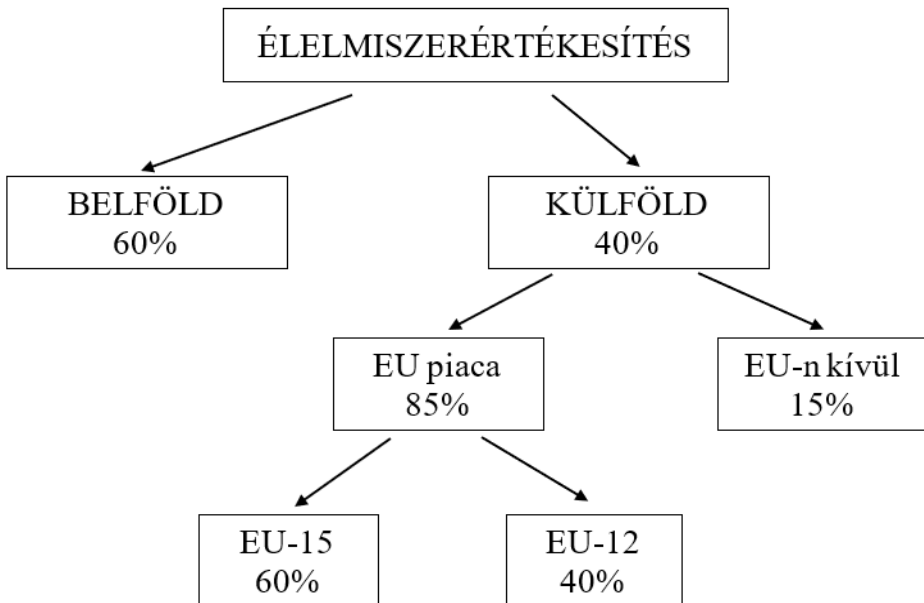 ÉLELMISZERÉRTÉKESÍTÉS
BELFÖLD
60%
KÜLFÖLD
40%
EU piaca
85%
EU-n kívül
15%
EU-15
60%
EU-12
40%